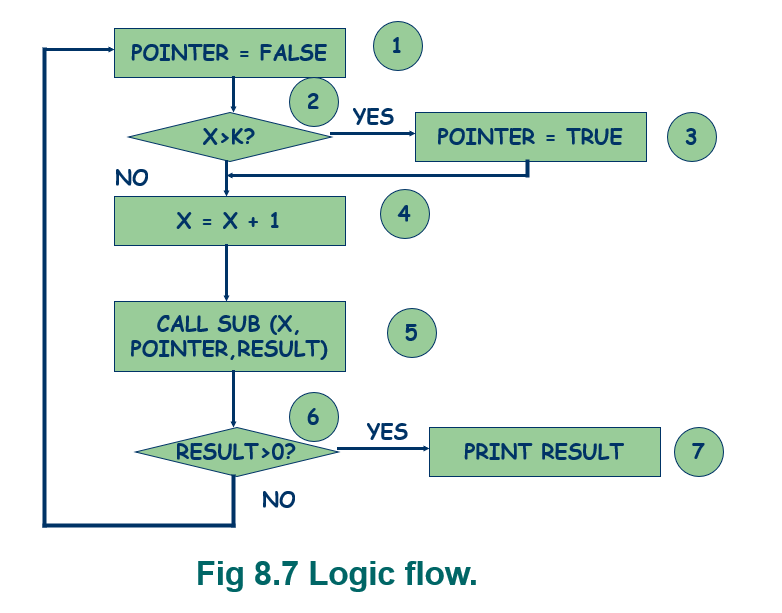 POINTER = FALSE
1
2
X>K?
YES
POINTER = TRUE
3
NO
X = X + 1
4
CALL SUB (X,
POINTER,RESULT)
5
6
RESULT>0?
YES
PRINT RESULT
7
NO
Fig 8.7 Logic flow.